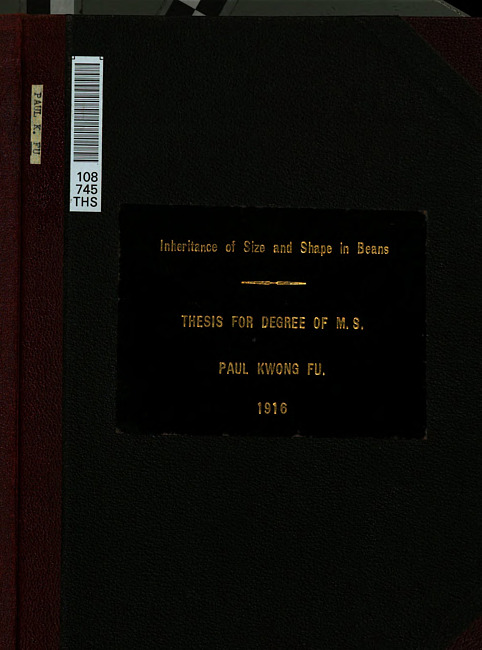 PAUL K. FU
108
745
THS
Inheritance of Size and Shape in Beans
THESIS FOR DEGREE OF M. S.
PAUL KWONG FU.
1916